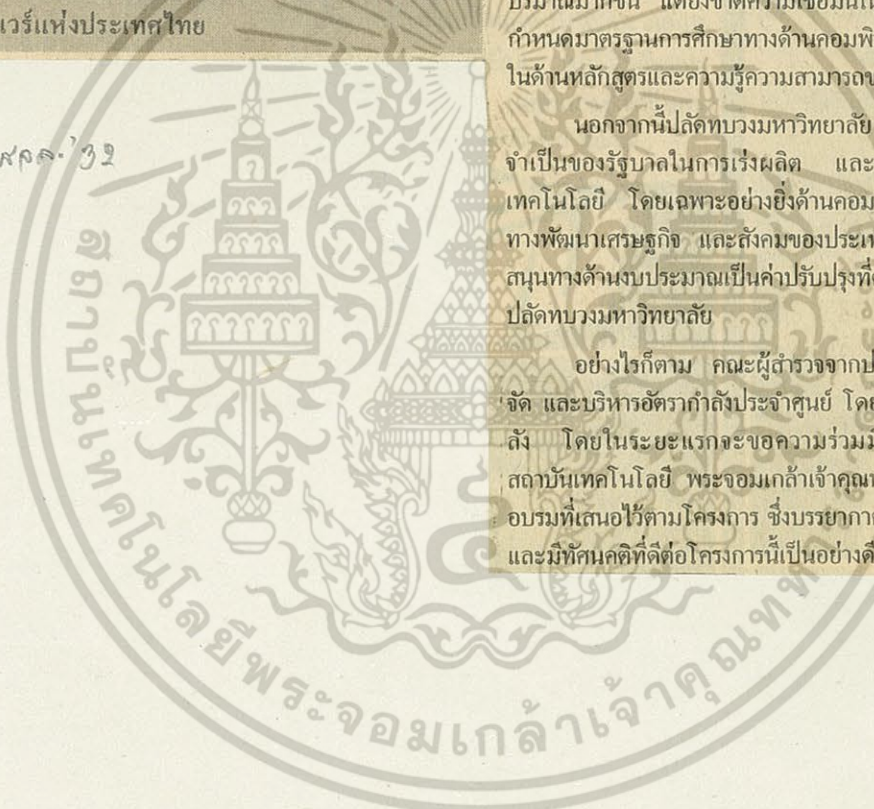 เวร์แห่งประเทศไทย
'32
ปริมาณมากขึ้น แต่ยังขาดความเชื่อมั่นใน
กำหนดมาตรฐานการศึกษาทางด้านคอมพิ
ในด้านหลักสูตรและความรู้ความสามารถข
นอกจากนี้ปลัดทบวงมหาวิทยาลัย
จำเป็นของรัฐบาลในการเร่งผลิต และ
เทคโนโลยี โดยเฉพาะอย่างยิ่งด้านคอม
ทางพัฒนาเศรษฐกิจ และสังคมของประเท
สนุนทางด้านงบประมาณเป็นค่าปรับปรุงที่
ปลัดทบวงมหาวิทยาลัย
อย่างไรก็ตาม คณะผู้สำรวจจากป
จัด และบริหารอัตรากำลังประจำศูนย์ โดย
ลัง โดยในระยะแรกจะขอความร่วมมื
สถาบันเทคโนโลยี พระจอมเกล้าเจ้าคุณท
อบรมที่เสนอไว้ตามโครงการ ซึ่งบรรยากา
และมีทัศนคติที่ดีต่อโครงการนี้เป็นอย่างดี
สถาบันเทคโนโลยีพระจอมเกล้าเจ้าคุณทหาร